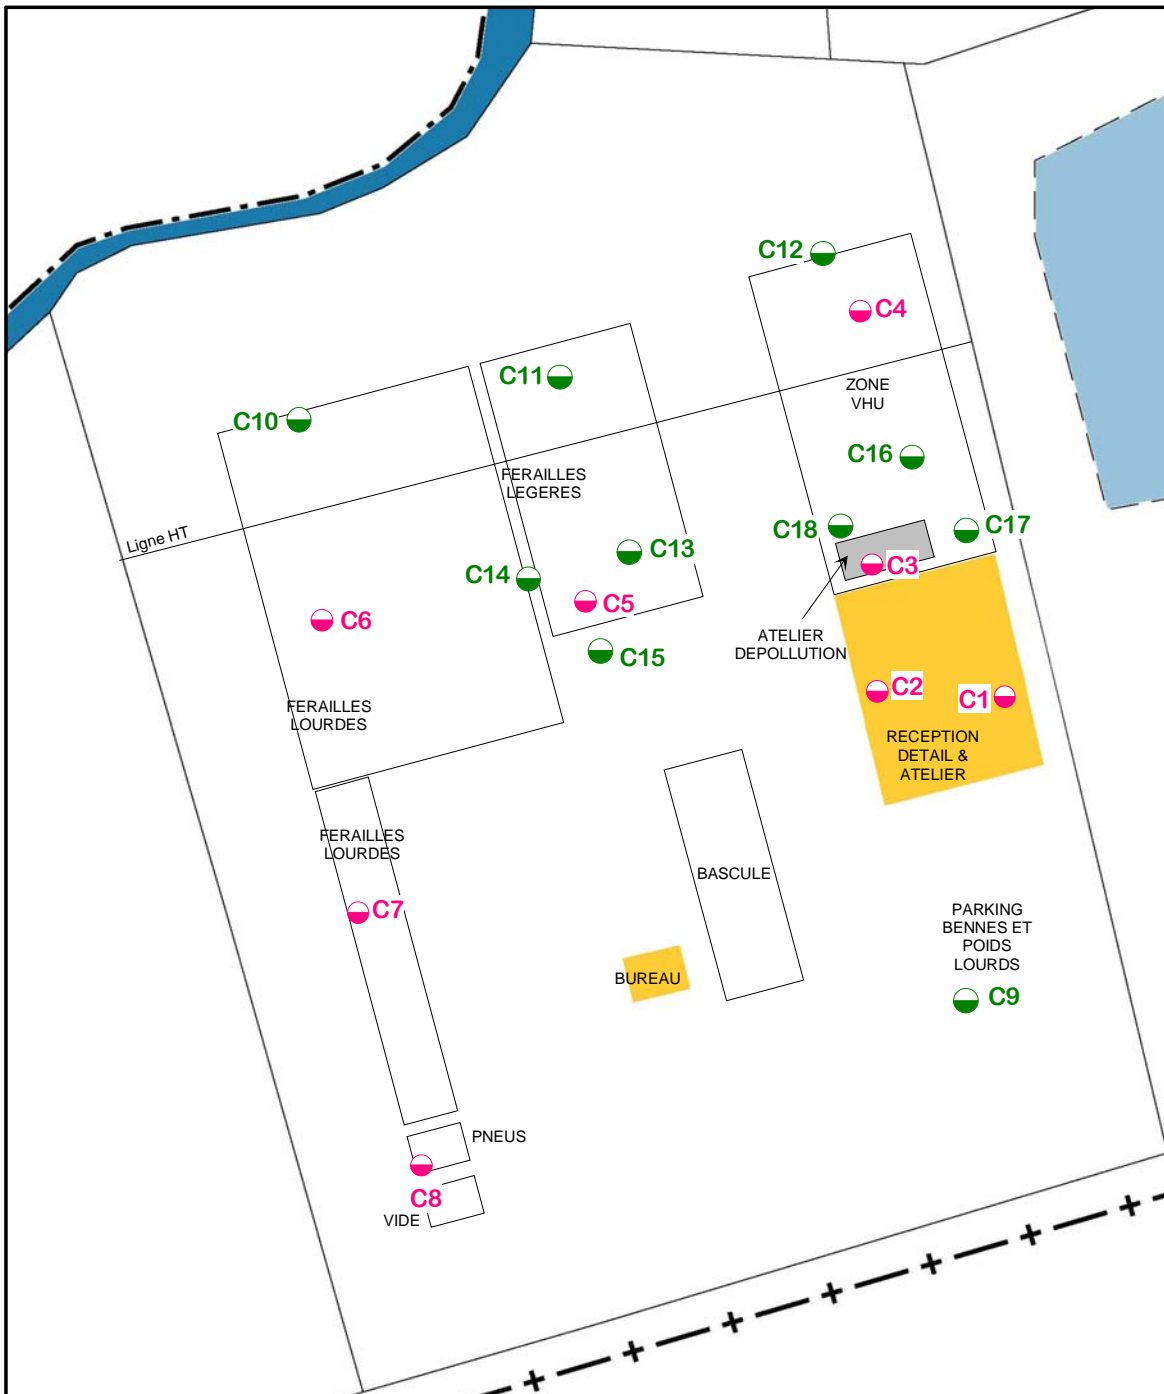 C12
C4
C11
ZONE
VHU
C10
C16
FERAILLES
LEGERES
Ligne HT
C18
C17
C13
C14
C3
C5
C6
C15
ATELIER
DEPOLLUTION
C2
C1
FERAILLES
LOURDES
RECEPTION
DETAIL &
ATELIER
FERAILLES
LOURDES
BASCULE
C7
PARKING
BENNES ET
POIDS
LOURDS
BUREAU
C9
PNEUS
C8
VIDE